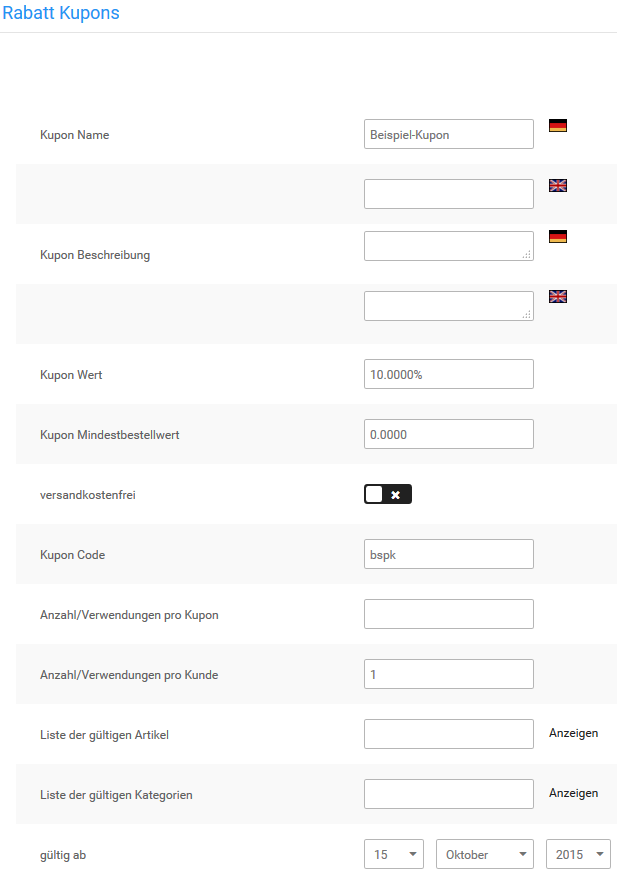 Rabatt Kupons
Kupon Name Beispiel-Kupon
Kupon Beschreibung
Kupon Wert 10.0000%
Kupon Mindestbestellwert 0.0000
versandkostenfrei
Kupon Code bspk
Anzahl/Verwendungen pro Kupon
Anzahl/Verwendungen pro Kunde 1
Liste der gültigen Artikel Anzeigen
Liste der gültigen Kategorien Anzeigen
gültig ab 15 Oktober 2015